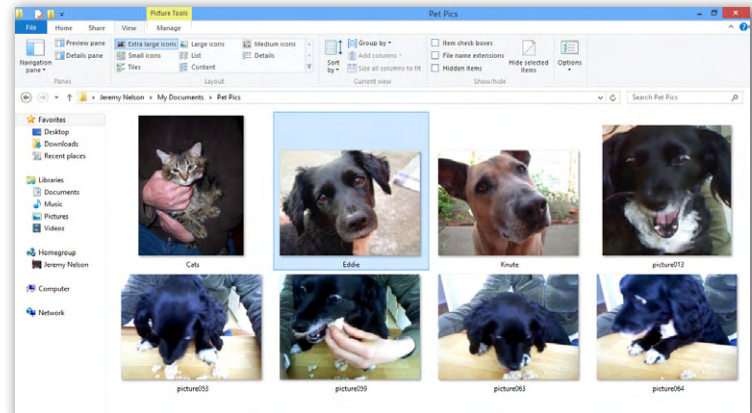 Picture Tools
Pet Pics
File Home Share View Manage
Navigation pane
Preview pane
Details pane
Panes
Extra large icons Large icons Medium icons
Small icons List Details
Tiles Content
Layout
Sort by
Group by
Add columns
Size all columns to fit
Current view
Item check boxes
File name extensions
Hidden items
Hide selected items
Show/hide
Options
Jeremy Nelson My Documents Pet Pics
Search Pet Pics
Favorites
Desktop
Downloads
Recent places
Libraries
Documents
Music
Pictures
Videos
Homegroup
Jeremy Nelson
Computer
Network
Cats Eddie Knute picture013
picture053 picture059 picture063 picture064